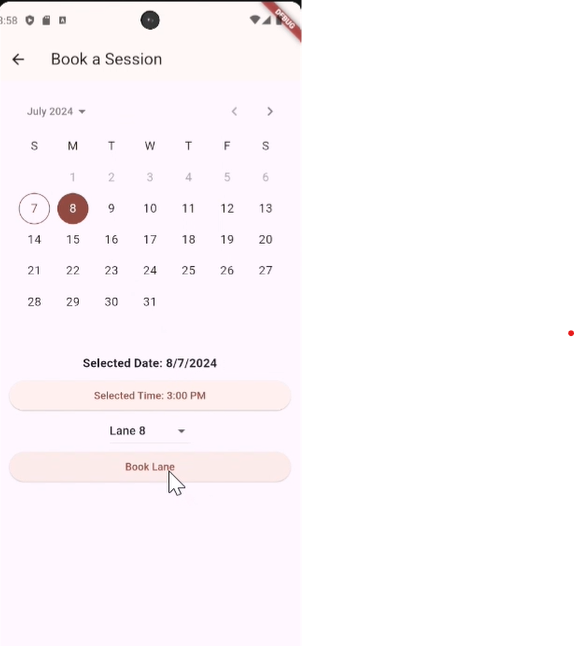 3:58
DEBUG
Book a Session
July 2024
S M T W T F S
1 2 3 4 5 6
7 8 9 10 11 12 13
14 15 16 17 18 19 20
21 22 23 24 25 26 27
28 29 30 31
Selected Date: 8/7/2024
Selected Time: 3:00 PM
Lane 8
Book Lane